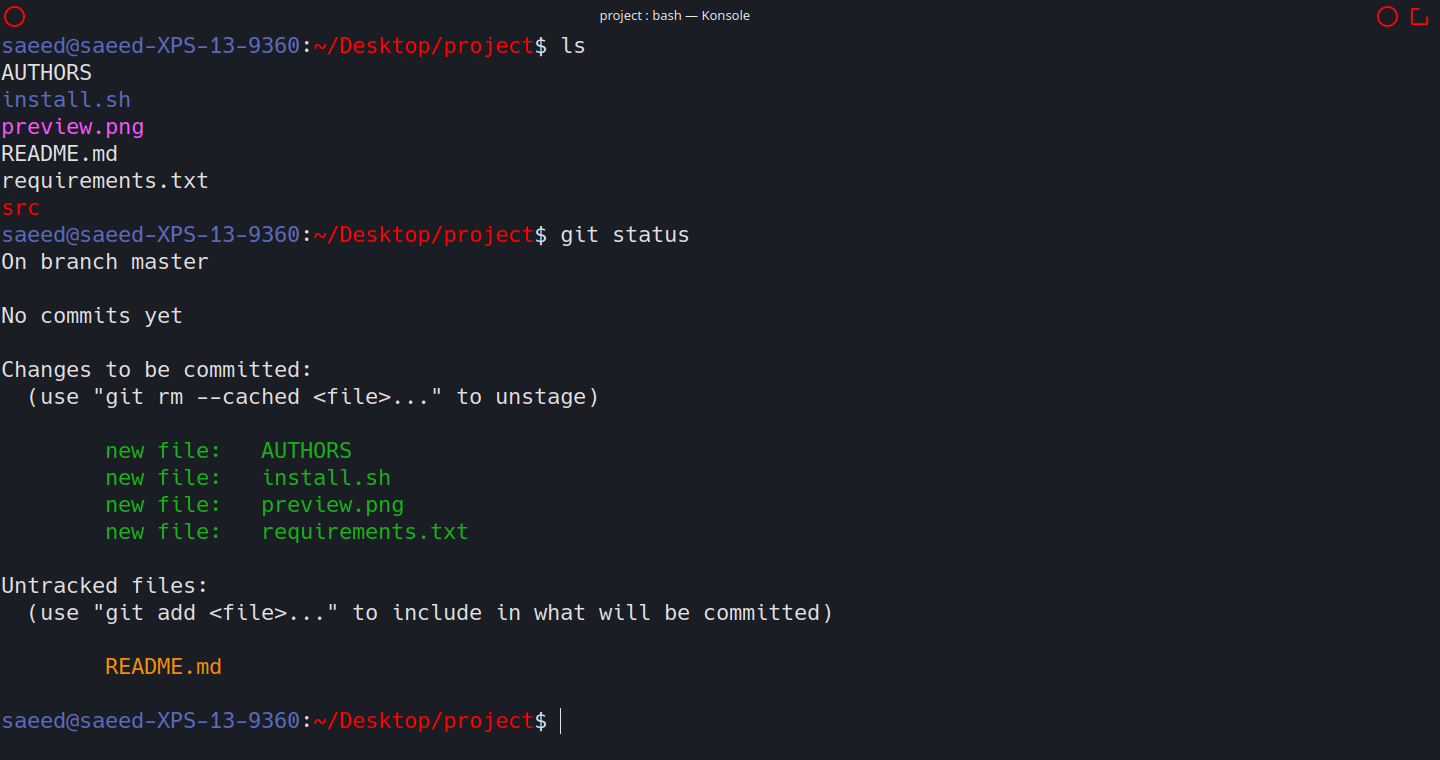 project : bash — Konsole
saeed@saeed-XPS-13-9360:~/Desktop/project$ ls
AUTHORS
install.sh
preview.png
README.md
requirements.txt
src
saeed@saeed-XPS-13-9360:~/Desktop/project$ git status
On branch master

No commits yet

Changes to be committed:
  (use "git rm --cached <file>..." to unstage)

        new file:   AUTHORS
        new file:   install.sh
        new file:   preview.png
        new file:   requirements.txt

Untracked files:
  (use "git add <file>..." to include in what will be committed)

        README.md

saeed@saeed-XPS-13-9360:~/Desktop/project$